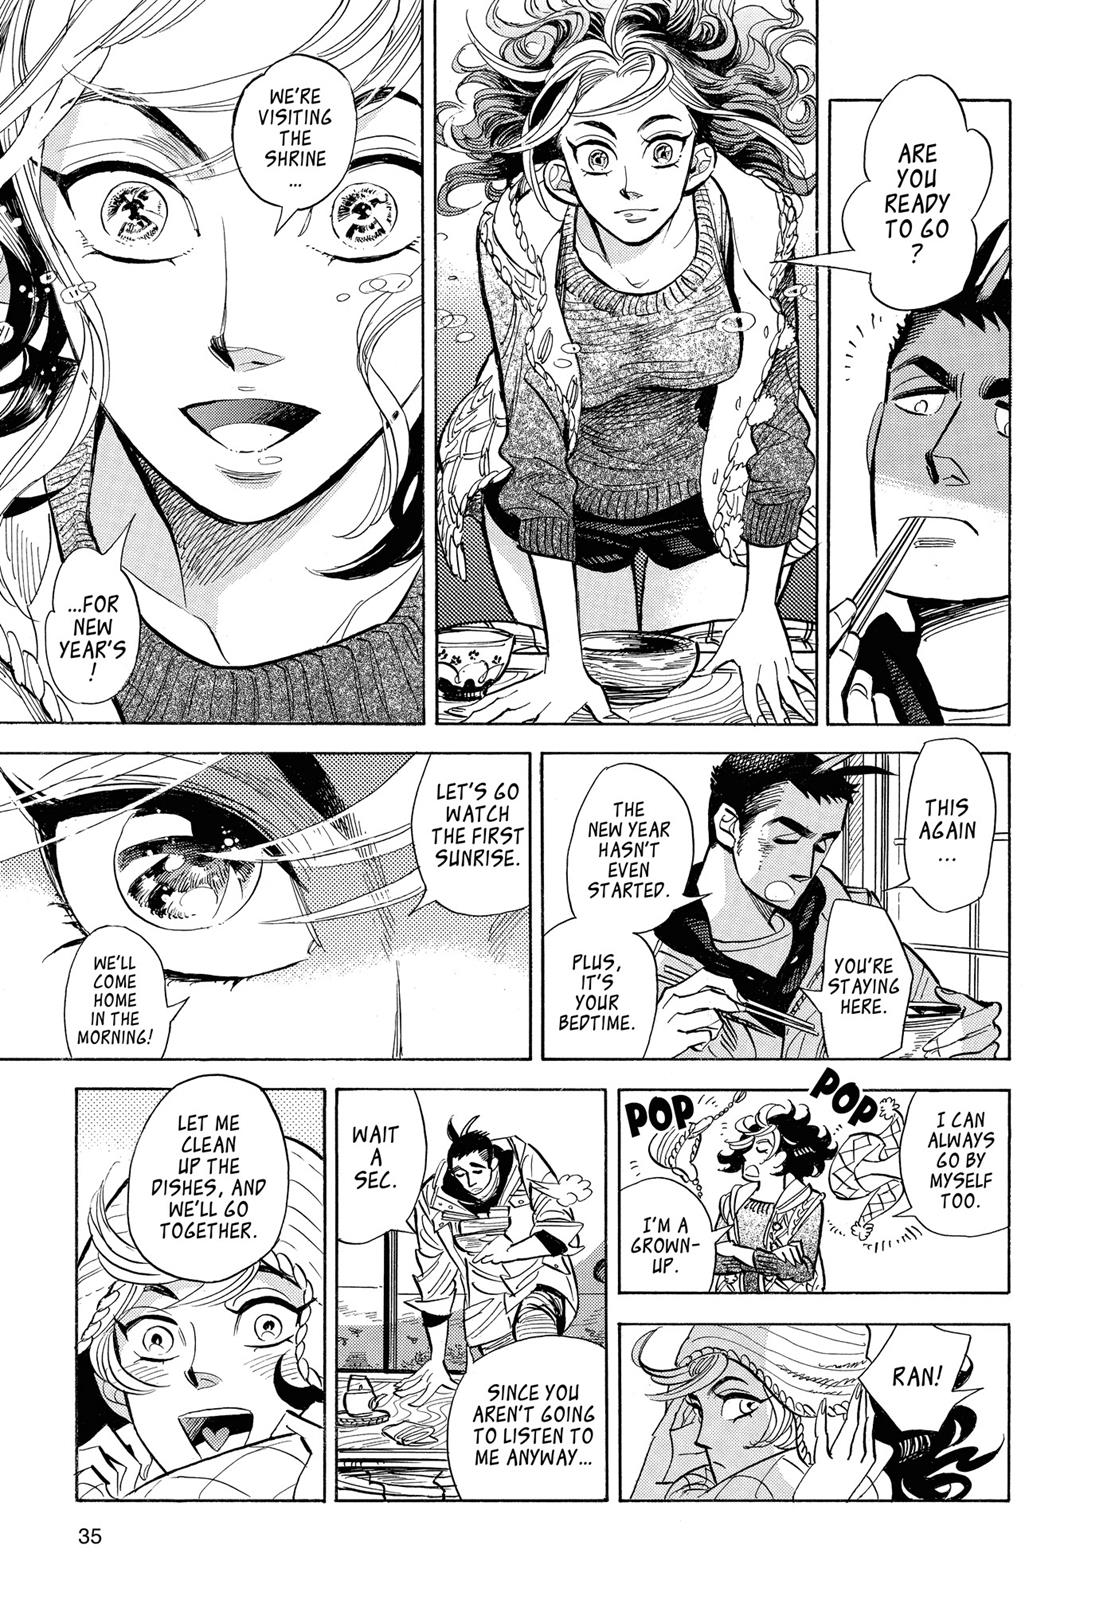 ARE
YOU
READY
TO GO
?
WE'RE
VISITING
THE
SHRINE
...
...FOR
NEW
YEAR'S
!
THIS
AGAIN
...
THE
NEW YEAR
HASN'T
EVEN
STARTED.
YOU'RE
STAYING
HERE.
PLUS,
IT'S
YOUR
BEDTIME.
LET'S GO
WATCH
THE FIRST
SUNRISE.
WE'LL
COME
HOME
IN THE
MORNING!
I CAN
ALWAYS
GO BY
MYSELF
TOO.
POP
POP
I'M A
GROWN-
UP.
RAN!
WAIT
A
SEC.
SINCE YOU
AREN'T GOING
TO LISTEN TO
ME ANYWAY...
LET ME
CLEAN
UP THE
DISHES, AND
WE'LL GO
TOGETHER.
35